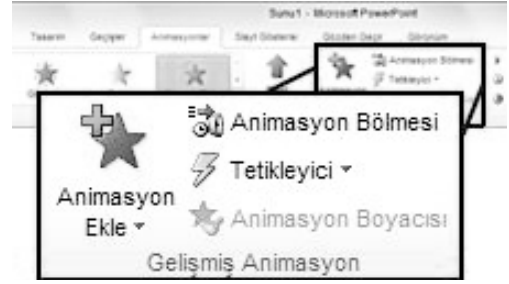 Sunu1 - Microsoft PowerPoint
Tasarım Geçişler Animasyonlar Slayt Gösterisi Gözden Geçir Görünüm
Animasyon Bölmesi
Tetikleyici
Animasyon Bölmesi
Tetikleyici
Animasyon Ekle
Animasyon Boyacısı
Gelişmiş Animasyon